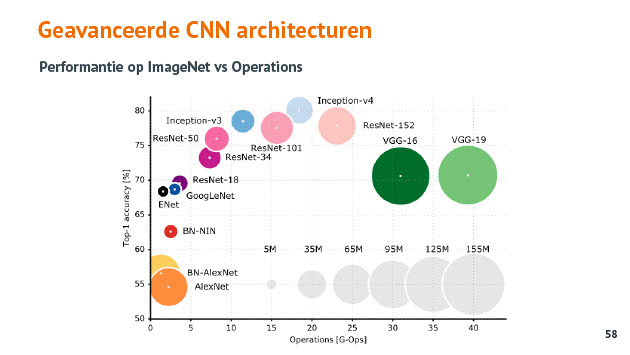 Geavanceerde CNN architecturen
Performantie op ImageNet vs Operations
80
75
70
65
60
55
50
Top-1 accuracy [%]
Inception-v4
Inception-v3
ResNet-50
ResNet-101
ResNet-152
ResNet-34
VGG-16
VGG-19
ResNet-18
GoogLeNet
ENet
BN-NIN
5M 35M 65M 95M 125M 155M
BN-AlexNet
AlexNet
0 5 10 15 20 25 30 35 40
Operations [G-Ops]
58